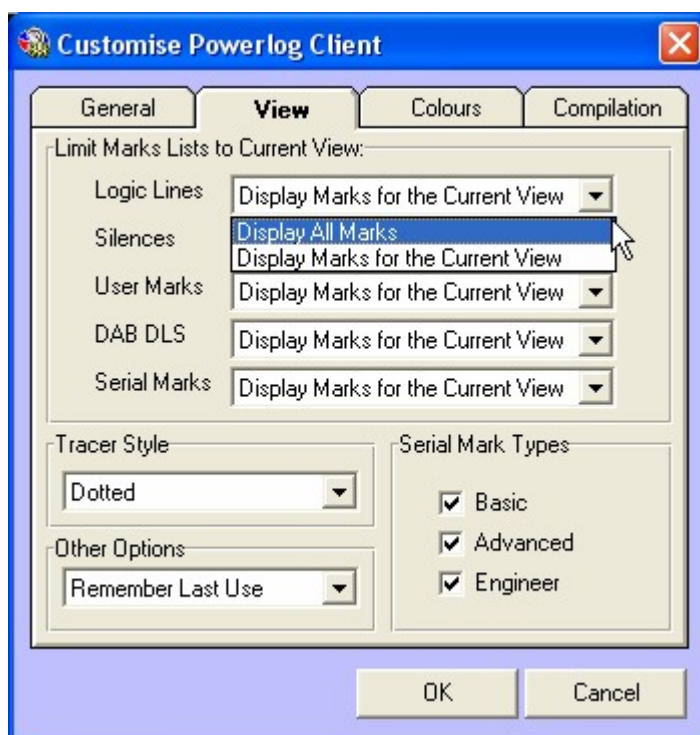 Customise Powerlog Client
General View Colours Compilation
Limit Marks Lists to Current View:
Logic Lines Display Marks for the Current View
Silences Display All Marks
Display Marks for the Current View
User Marks Display Marks for the Current View
DAB DLS Display Marks for the Current View
Serial Marks Display Marks for the Current View
Tracer Style
Dotted
Other Options
Remember Last Use
Serial Mark Types
Basic
Advanced
Engineer
OK Cancel